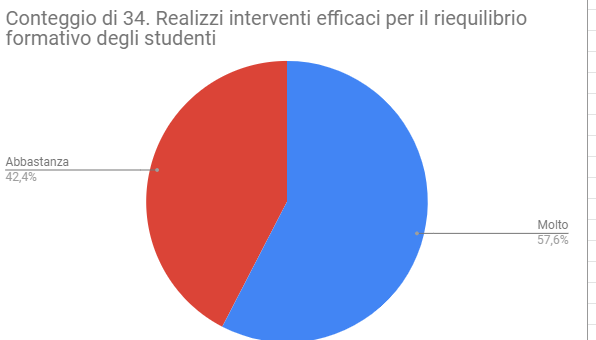 Conteggio di 34. Realizzi interventi efficaci per il riequilibrio
formativo degli studenti
Abbastanza
42,4%
Molto
57,6%